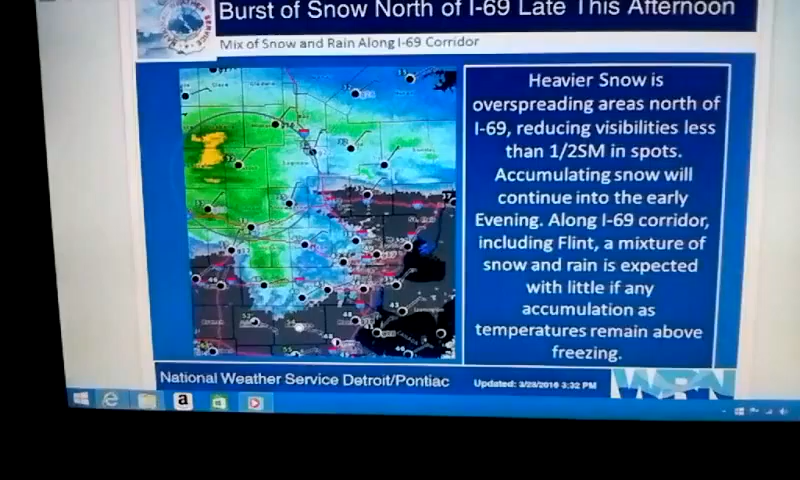 Burst of Snow North of I-69 Late This Afternoon
Mix of Snow and Rain Along I-69 Corridor
Heavier Snow is
overspreading areas north of
I-69, reducing visibilities less
than 1/2SM in spots.
Accumulating snow will
continue into the early
Evening. Along I-69 corridor,
including Flint, a mixture of
snow and rain is expected
with little if any
accumulation as
temperatures remain above
freezing.
National Weather Service Detroit/Pontiac
Updated: 3/28/2016 3:32 PM
WRN